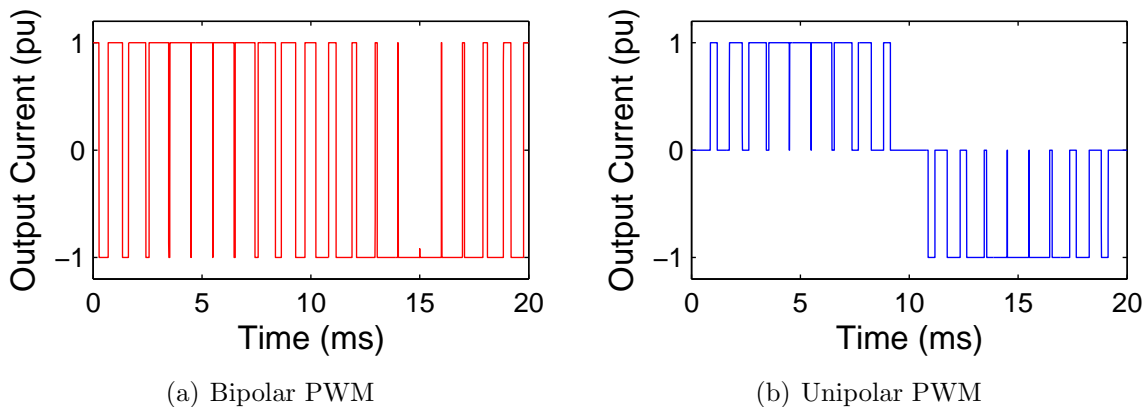 Output Current (pu)
1
0
−1
0 5 10 15 20
Time (ms)
(a) Bipolar PWM
Output Current (pu)
1
0
−1
0 5 10 15 20
Time (ms)
(b) Unipolar PWM